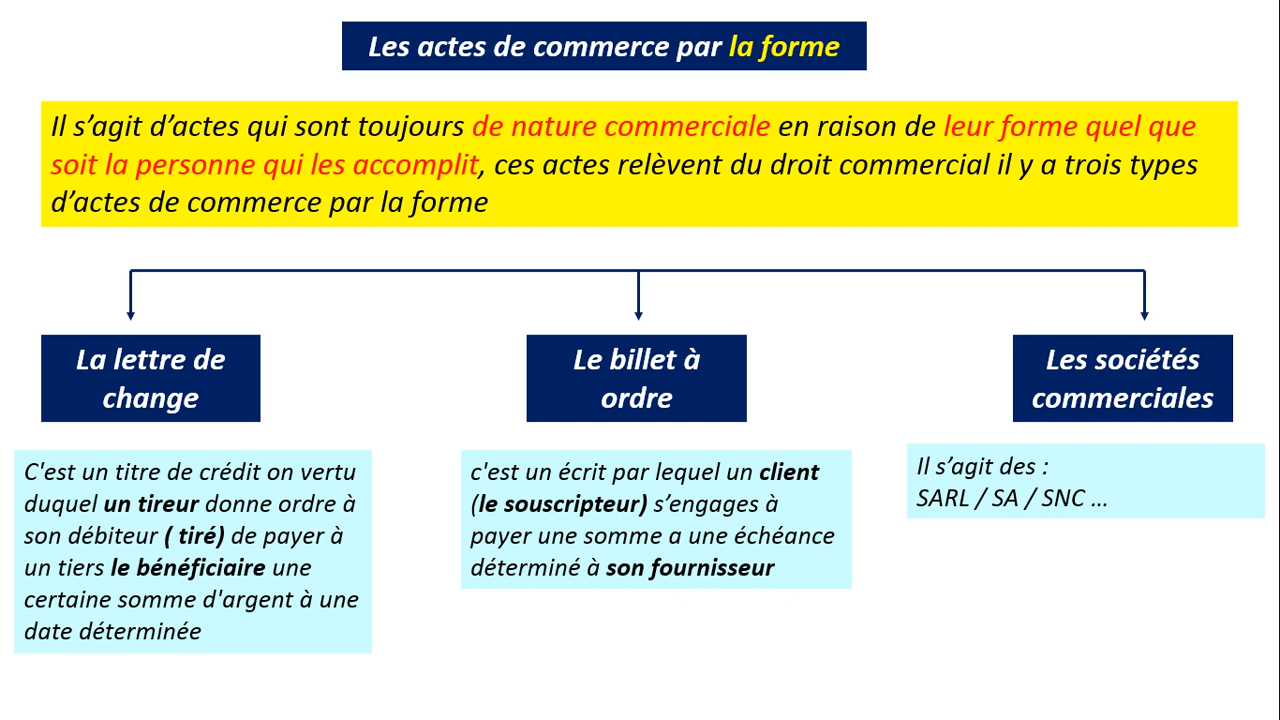 Les actes de commerce par la forme
Il s’agit d’actes qui sont toujours de nature commerciale en raison de leur forme quel que
soit la personne qui les accomplit, ces actes relèvent du droit commercial il y a trois types
d’actes de commerce par la forme
La lettre de
change
C'est un titre de crédit on vertu
duquel un tireur donne ordre à
son débiteur ( tiré) de payer à
un tiers le bénéficiaire une
certaine somme d'argent à une
date déterminée
Le billet à
ordre
c'est un écrit par lequel un client
(le souscripteur) s’engages à
payer une somme a une échéance
déterminé à son fournisseur
Les sociétés
commerciales
Il s’agit des :
SARL / SA / SNC ...